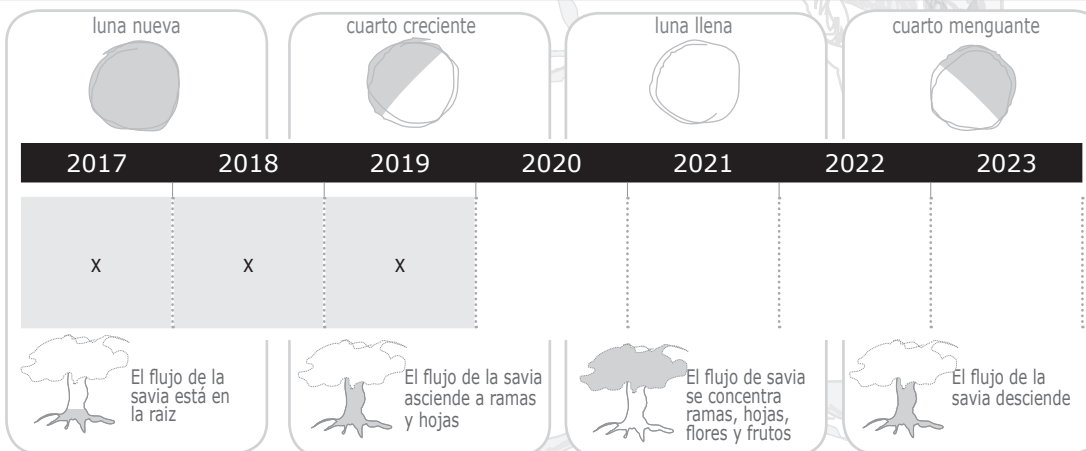 luna nueva
cuarto creciente
luna llena
cuarto menguante
2017 2018 2019 2020 2021 2022 2023
x x x
El flujo de la
savia está en
la raiz
El flujo de la savia
asciende a ramas
y hojas
El flujo de savia
se concentra
ramas, hojas,
flores y frutos
El flujo de la
savia desciende